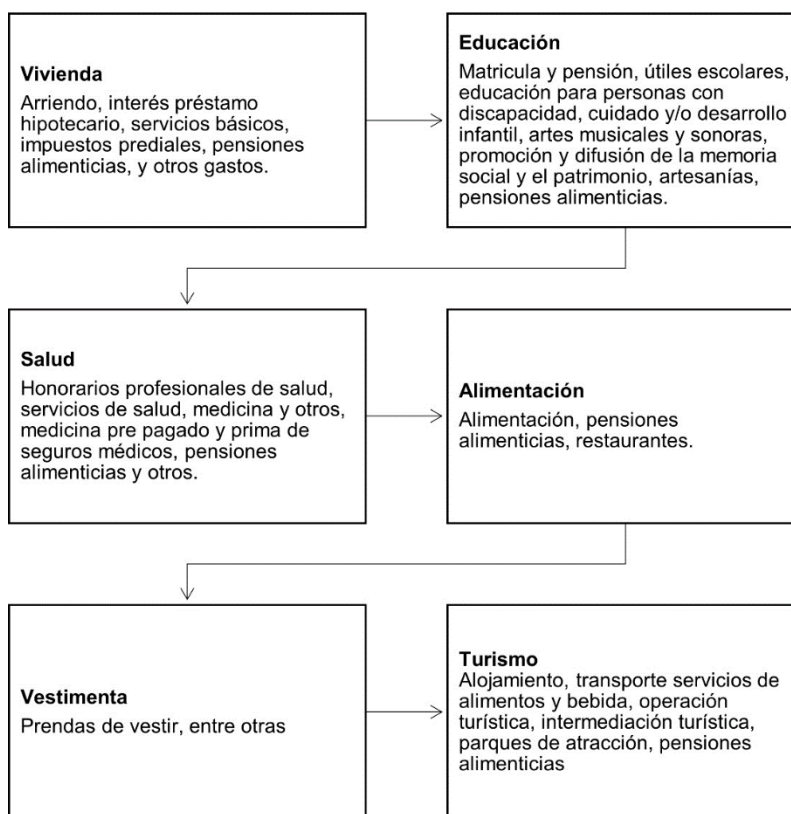 Vivienda
Arriendo, interés préstamo
hipotecario, servicios básicos,
impuestos prediales, pensiones
alimenticias, y otros gastos.
Educación
Matricula y pensión, útiles escolares,
educación para personas con
discapacidad, cuidado y/o desarrollo
infantil, artes musicales y sonoras,
promoción y difusión de la memoria
social y el patrimonio, artesanías,
pensiones alimenticias.
Salud
Honorarios profesionales de salud,
servicios de salud, medicina y otros,
medicina pre pagado y prima de
seguros médicos, pensiones
alimenticias y otros.
Alimentación
Alimentación, pensiones
alimenticias, restaurantes.
Vestimenta
Prendas de vestir, entre otras
Turismo
Alojamiento, transporte servicios de
alimentos y bebida, operación
turística, intermediación turística,
parques de atracción, pensiones
alimenticias